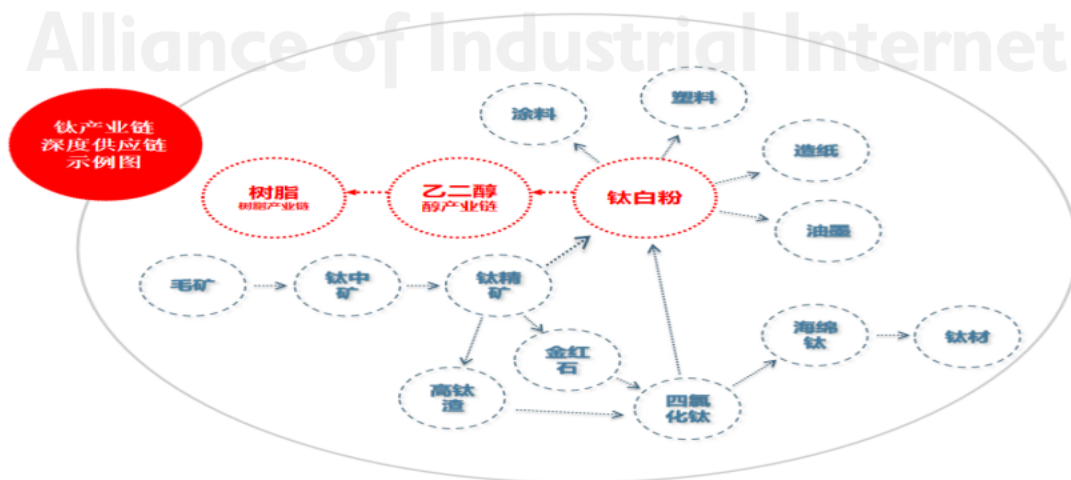 Alliance of Industrial Internet
钛产业链
深度供应链
示例图
涂料
塑料
造纸
树脂
树脂产业链
乙二醇
醇产业链
钛白粉
油墨
毛矿
钛中
矿
钛精
矿
金红
石
高钛
渣
四氯
化钛
海绵
钛
钛材